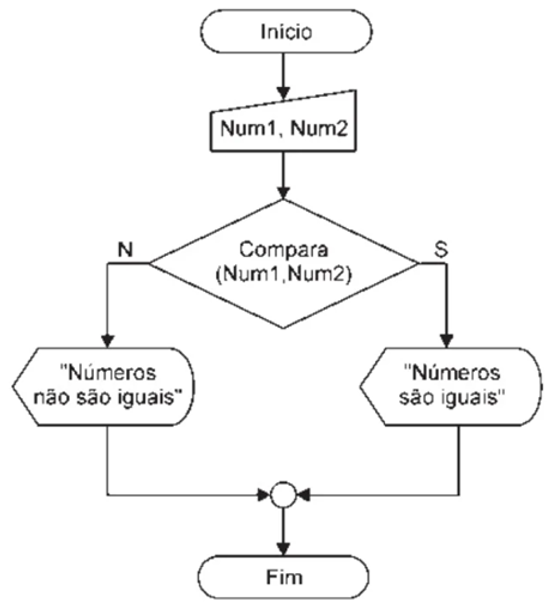 Início
Num1, Num2
Compara
(Num1,Num2)
N
S
"Números
não são iguais"
"Números
são iguais"
Fim